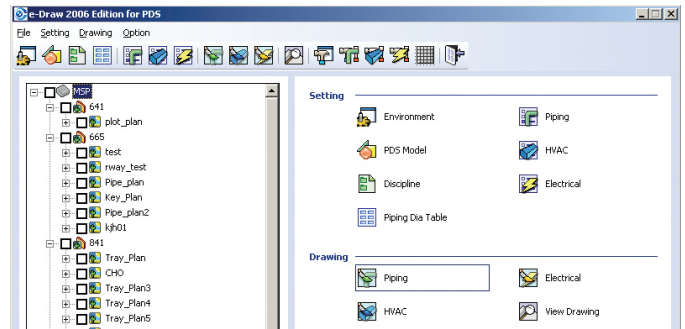 e-Draw 2006 Edition for PDS
File Setting Drawing Option
MSP
641
plot_plan
665
test
rway_test
Pipe_plan
Key_Plan
Pipe_plan2
kjh01
841
Tray_Plan
CHO
Tray_Plan3
Tray_Plan4
Tray_Plan5
Setting
Environment
Piping
PDS Model
HVAC
Discipline
Electrical
Piping Dia Table
Drawing
Piping
Electrical
HVAC
View Drawing